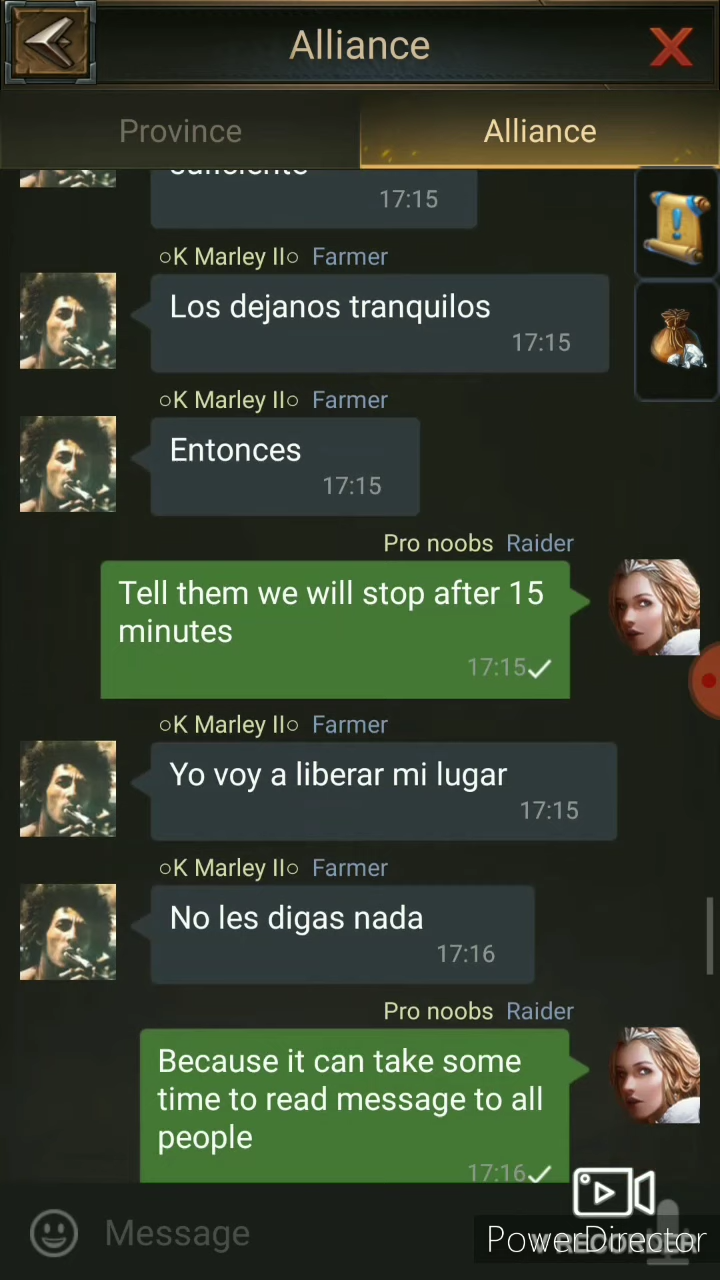 Alliance
Province
Alliance
suficiente
17:15
○K Marley II○ Farmer
Los dejanos tranquilos
17:15
○K Marley II○ Farmer
Entonces
17:15
Pro noobs Raider
Tell them we will stop after 15
minutes
17:15
○K Marley II○ Farmer
Yo voy a liberar mi lugar
17:15
○K Marley II○ Farmer
No les digas nada
17:16
Pro noobs Raider
Because it can take some
time to read message to all
people
17:16
Message
PowerDirector